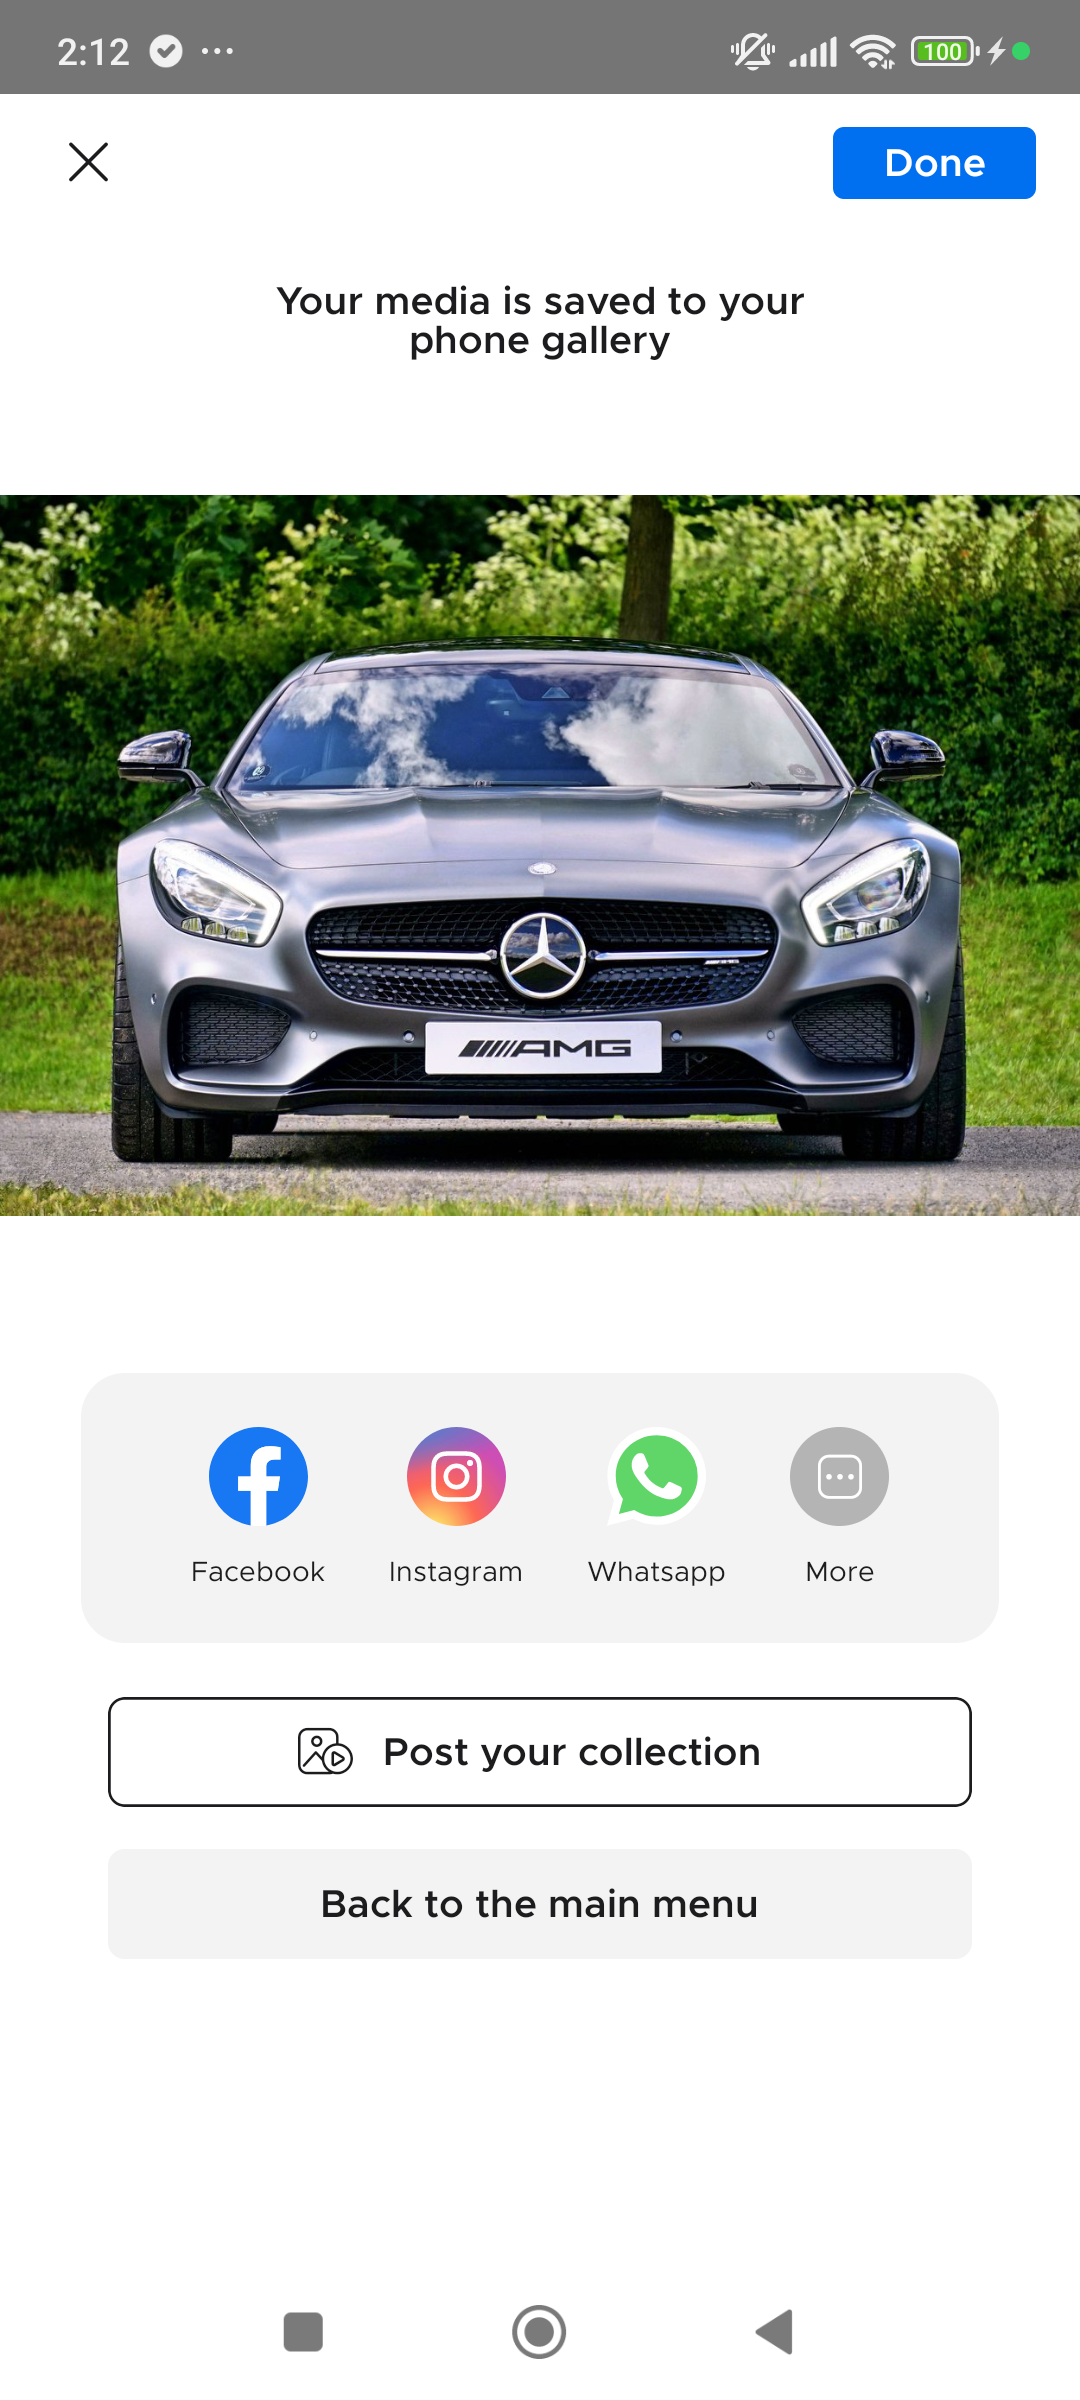 2:12
100
Done
Your media is saved to your
phone gallery
AMG
Facebook
Instagram
Whatsapp
More
Post your collection
Back to the main menu